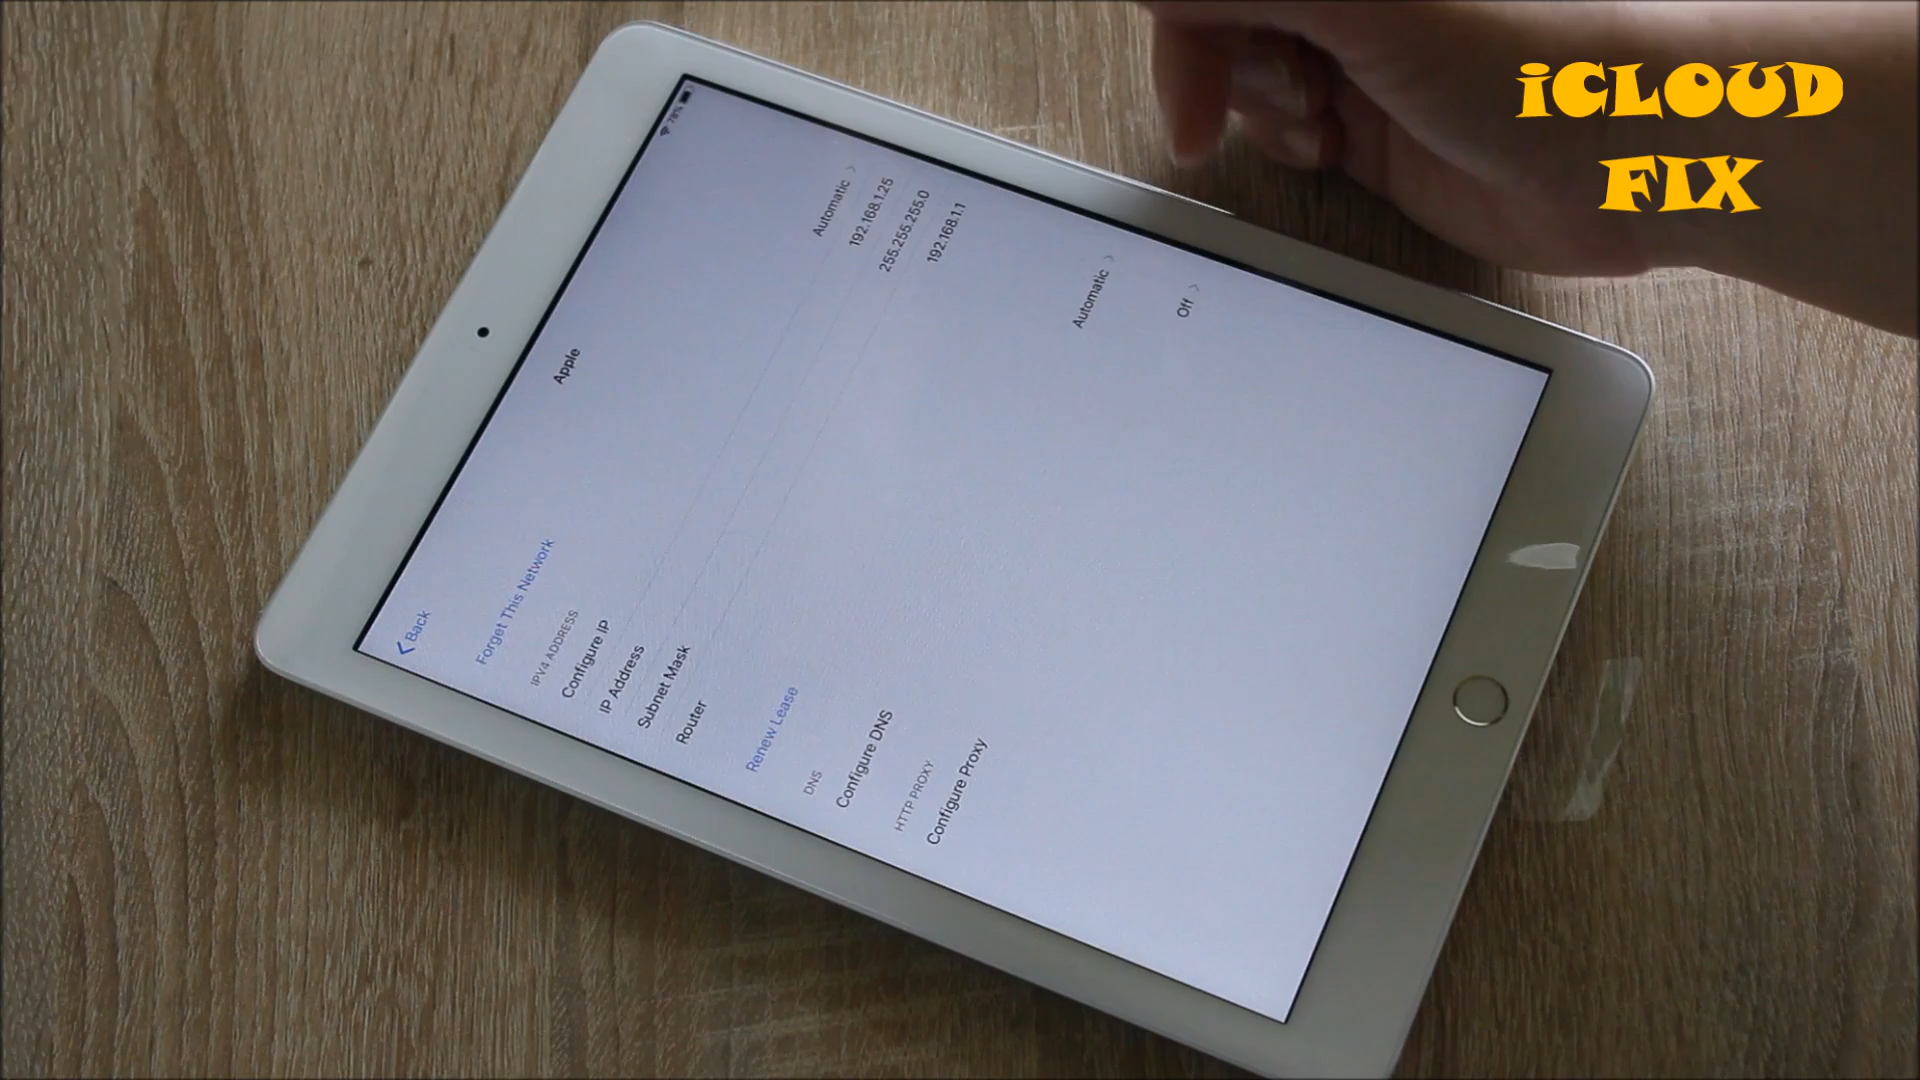 iCLOUD
FIX
78%
Back
Apple
Forget This Network
IPV4 ADDRESS
Configure IP Automatic
IP Address 192.168.1.25
Subnet Mask 255.255.255.0
Router 192.168.1.1
Renew Lease
DNS
Configure DNS Automatic
HTTP PROXY
Configure Proxy Off